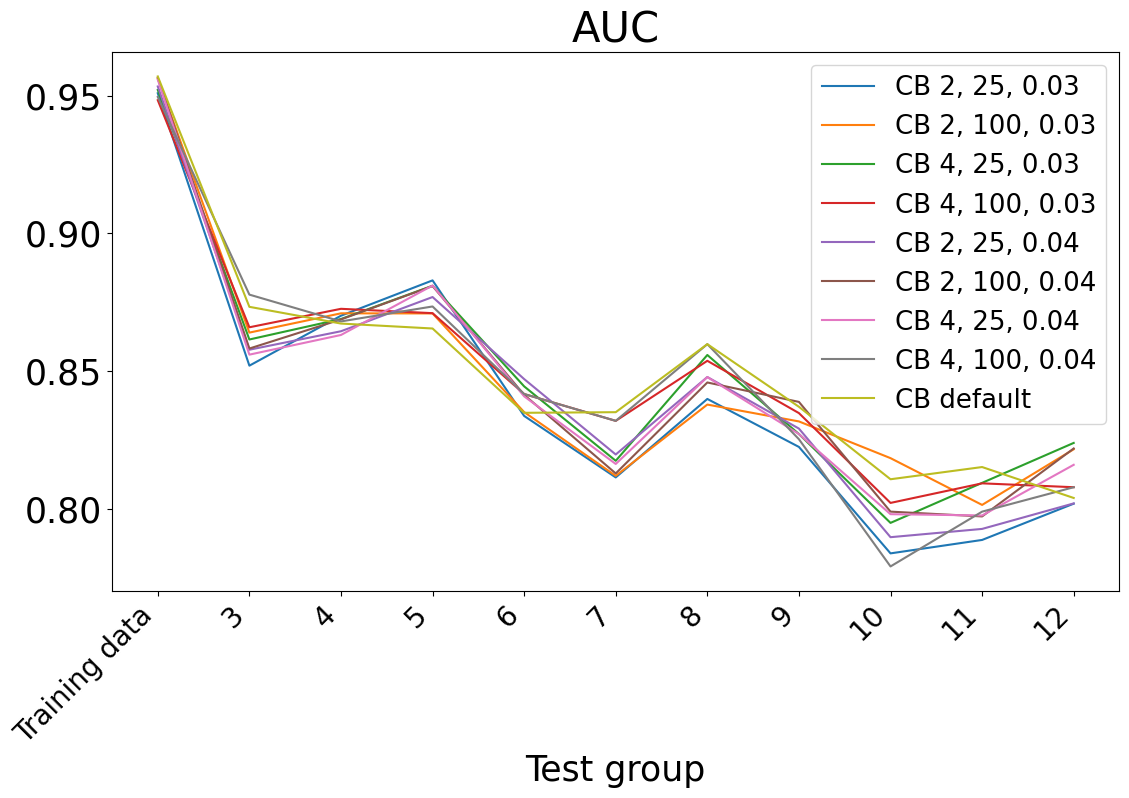 AUC
0.95
0.90
0.85
0.80
CB 2, 25, 0.03
CB 2, 100, 0.03
CB 4, 25, 0.03
CB 4, 100, 0.03
CB 2, 25, 0.04
CB 2, 100, 0.04
CB 4, 25, 0.04
CB 4, 100, 0.04
CB default
Training data
3
4
5
6
7
8
9
10
11
12
Test group